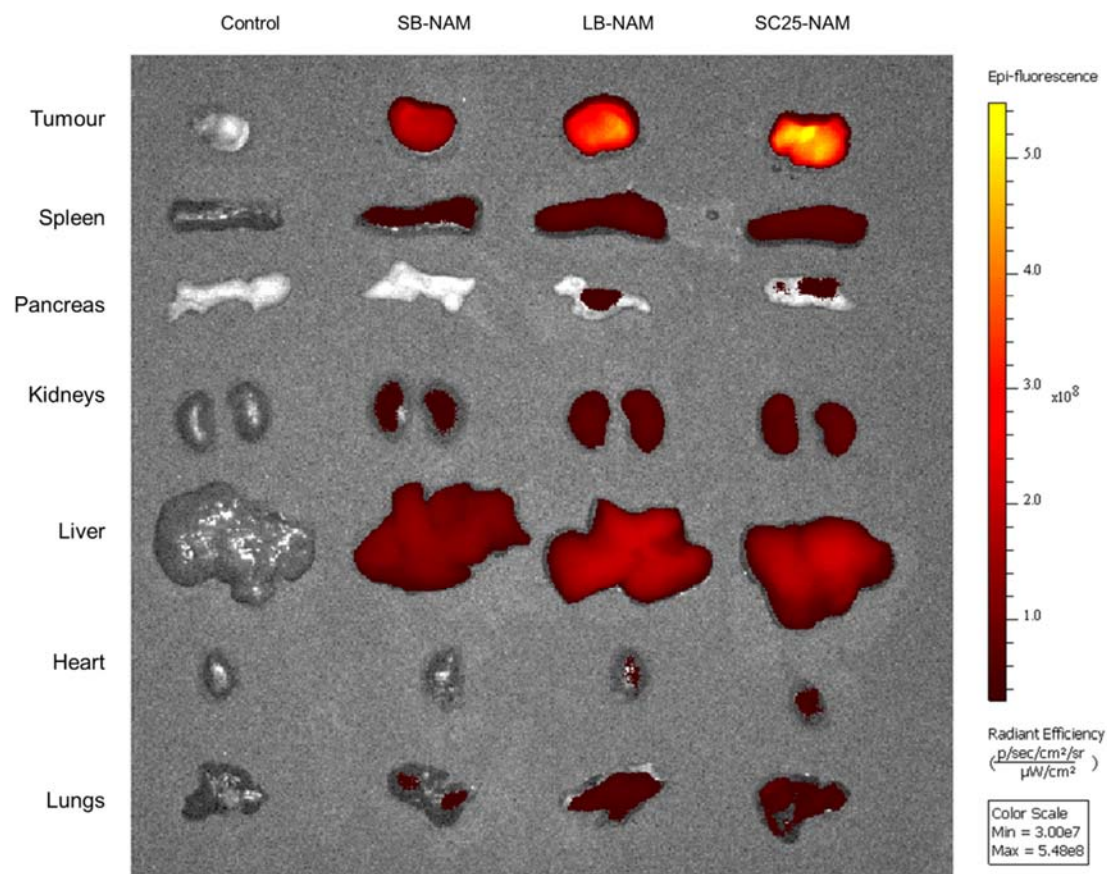 Control SB-NAM LB-NAM SC25-NAM
Epi-fluorescence
Tumour
5.0
Spleen
4.0
Pancreas
Kidneys
3.0
x10⁸
2.0
Liver
1.0
Heart
Radiant Efficiency
(p/sec/cm²/sr
μW/cm²)
Lungs
Color Scale
Min = 3.00e7
Max = 5.48e8